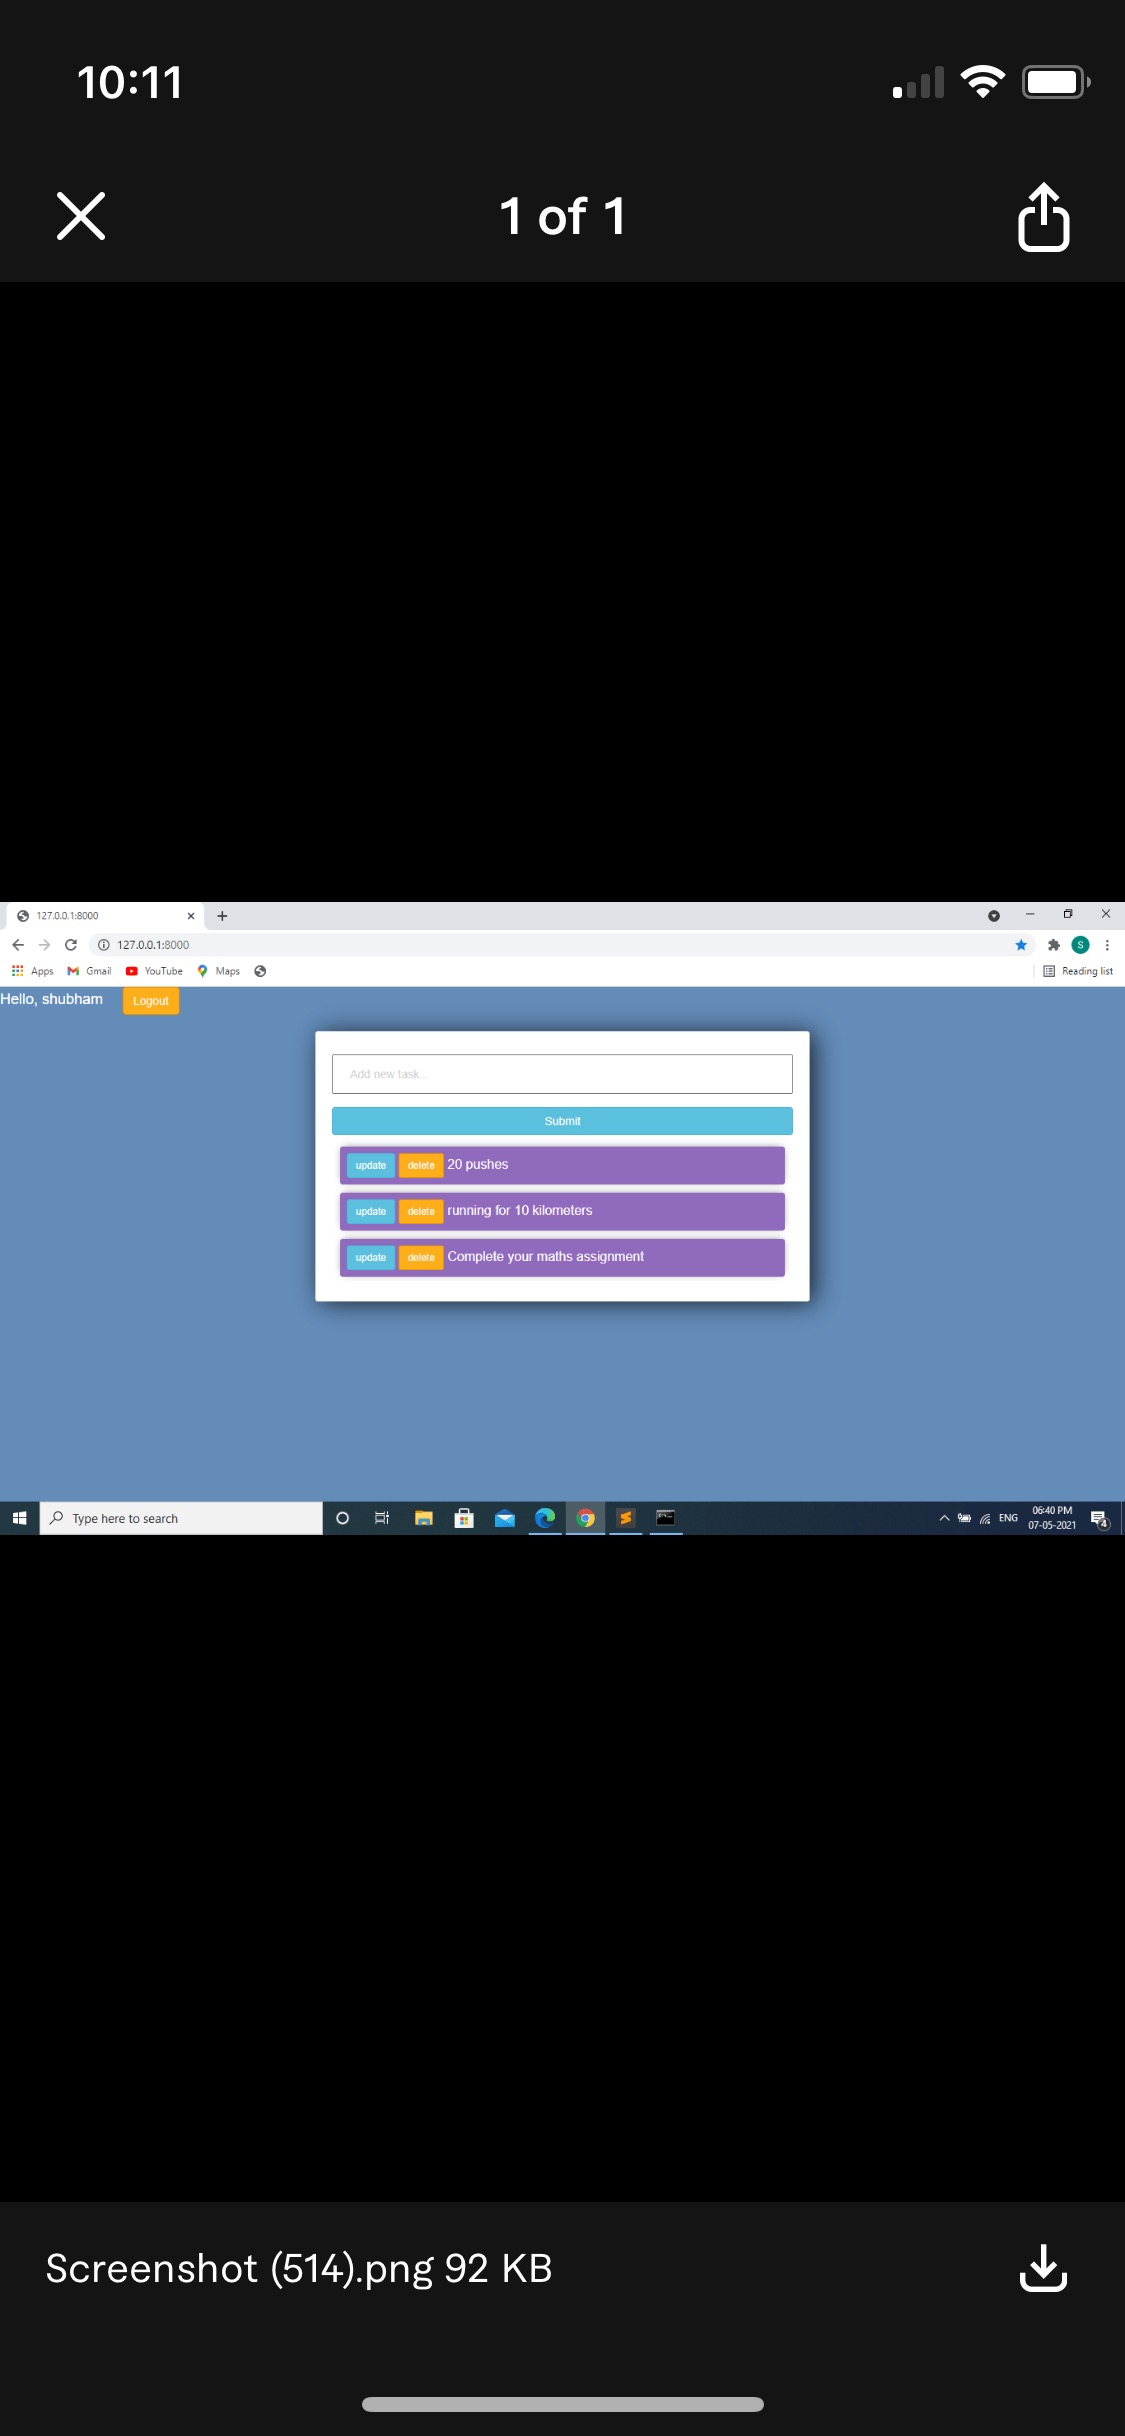 10:11
1 of 1
127.0.0.1:8000
127.0.0.1:8000
Apps Gmail YouTube Maps Reading list
Hello, shubham Logout
Add new task...
Submit
update delete 20 pushes
update delete running for 10 kilometers
update delete Complete your maths assignment
Type here to search ENG 06:40 PM
07-05-2021 4
Screenshot (514).png 92 KB